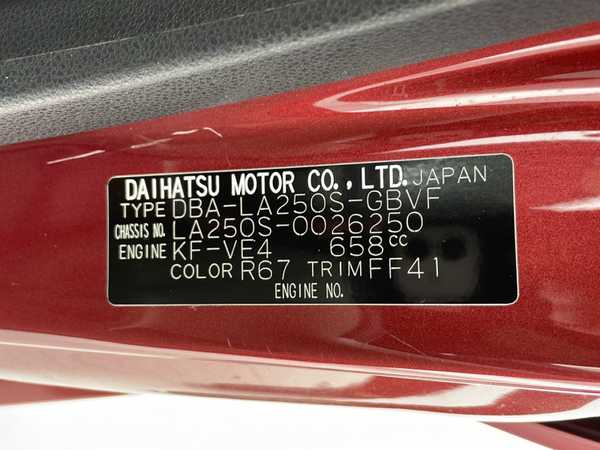 DAIHATSU MOTOR CO., LTD. JAPAN
TYPE DBA-LA250S-GBVF
CHASSIS NO. LA250S-0026250
ENGINE KF-VE4 658cc
COLOR R67 TRIM FF41
ENGINE NO.